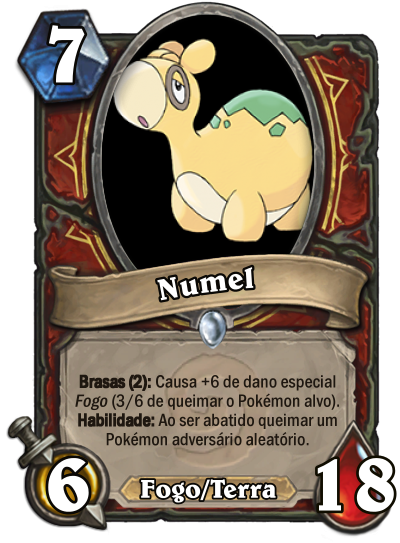 7
Numel
Brasas (2): Causa +6 de dano especial
Fogo (3/6 de queimar o Pokémon alvo).
Habilidade: Ao ser abatido queimar um
Pokémon adversário aleatório.
6
Fogo/Terra
18